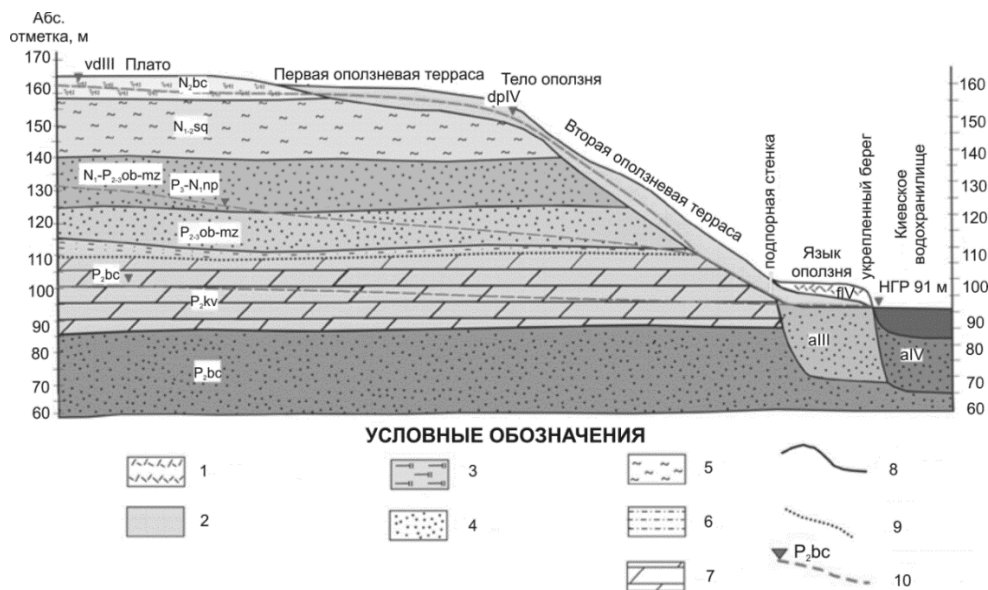 Абс.
отметка, м
170
160
150
140
130
120
110
100
90
80
70
60
vdIII Плато
Первая оползневая терраса
Тело оползня
dpIV
Вторая оползневая терраса
подпорная стенка
Язык
оползня
укрепленный берег
Киевское
водохранилище
НГР 91 м
N₂bc
N₁₋₂sq
N₁-P₂₋₃ob-mz
P₃-N₁np
P₂₋₃ob-mz
P₂bc
P₂kv
P₂bc
fIV
aIII
aIV
160
150
140
130
120
110
100
90
80
70
60
УСЛОВНЫЕ ОБОЗНАЧЕНИЯ
1
2
3
4
5
6
7
8
9
P₂bc
10